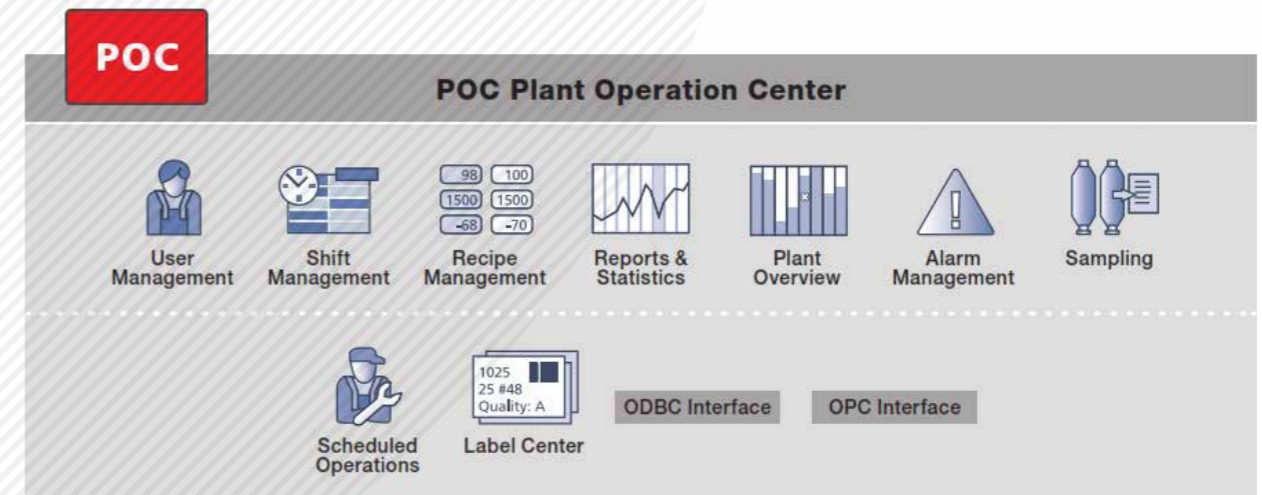 POC
POC Plant Operation Center
98 100
1500 1500
-68 -70
User
Management
Shift
Management
Recipe
Management
Reports &
Statistics
Plant
Overview
Alarm
Management
Sampling
1025
25 #48
Quality: A
Scheduled
Operations
Label Center
ODBC Interface
OPC Interface